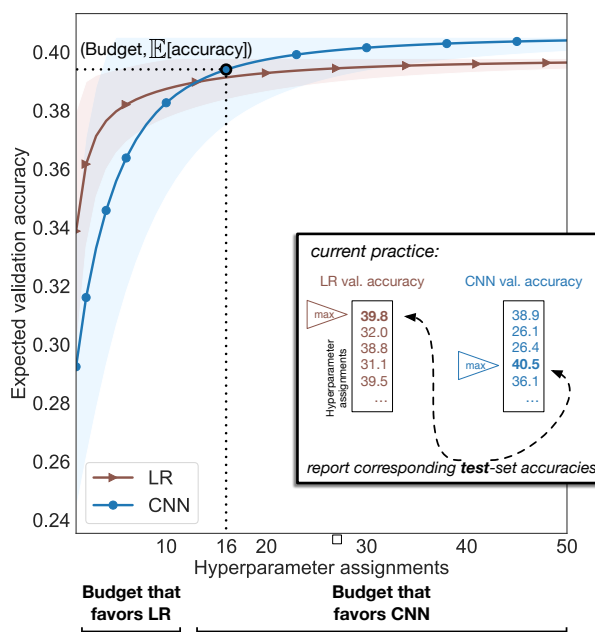 (Budget, 𝔼[accuracy])
0.40
0.38
0.36
0.34
0.32
0.30
0.28
0.26
0.24
Expected validation accuracy
current practice:
LR val. accuracy
CNN val. accuracy
max
39.8
32.0
38.8
31.1
39.5
...
Hyperparameter
assignments
max
38.9
26.1
26.4
40.5
36.1
...
report corresponding test-set accuracies
LR
CNN
10 16 20 30 40 50
Hyperparameter assignments
Budget that
favors LR
Budget that
favors CNN